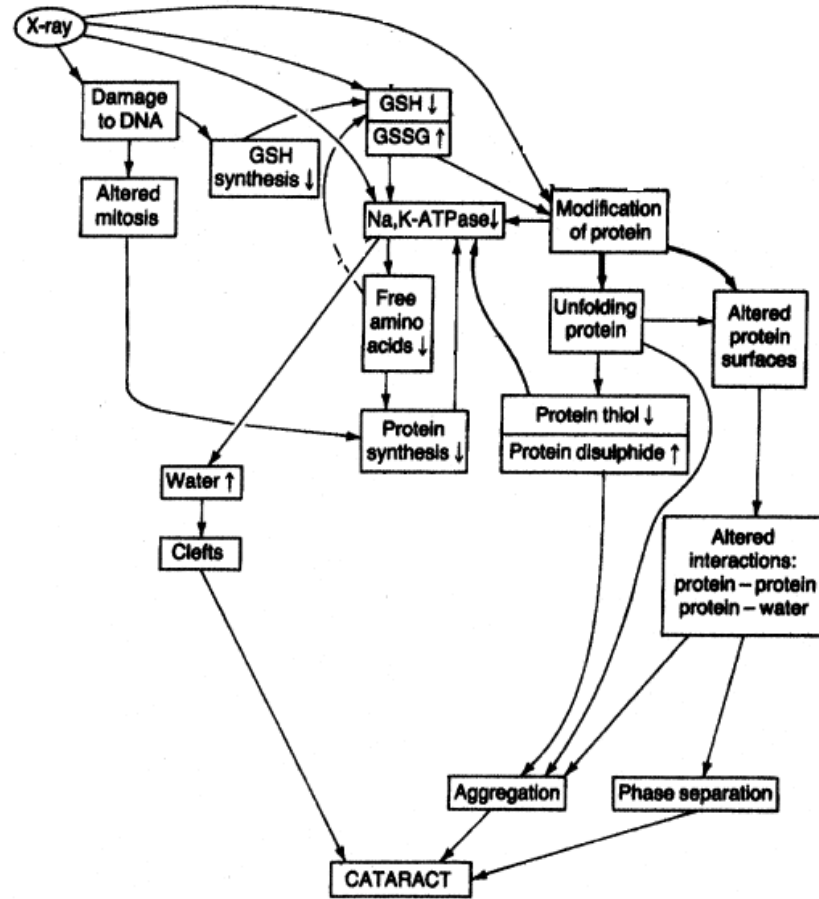 X-ray
Damage
to DNA
GSH ↓
GSSG ↑
GSH
synthesis ↓
Altered
mitosis
Na,K-ATPase↓
Modification
of protein
Free
amino
acids ↓
Unfolding
protein
Altered
protein
surfaces
Protein thiol ↓
Protein disulphide ↑
Protein
synthesis ↓
Water ↑
Clefts
Altered
interactions:
protein – protein
protein – water
Aggregation
Phase separation
CATARACT